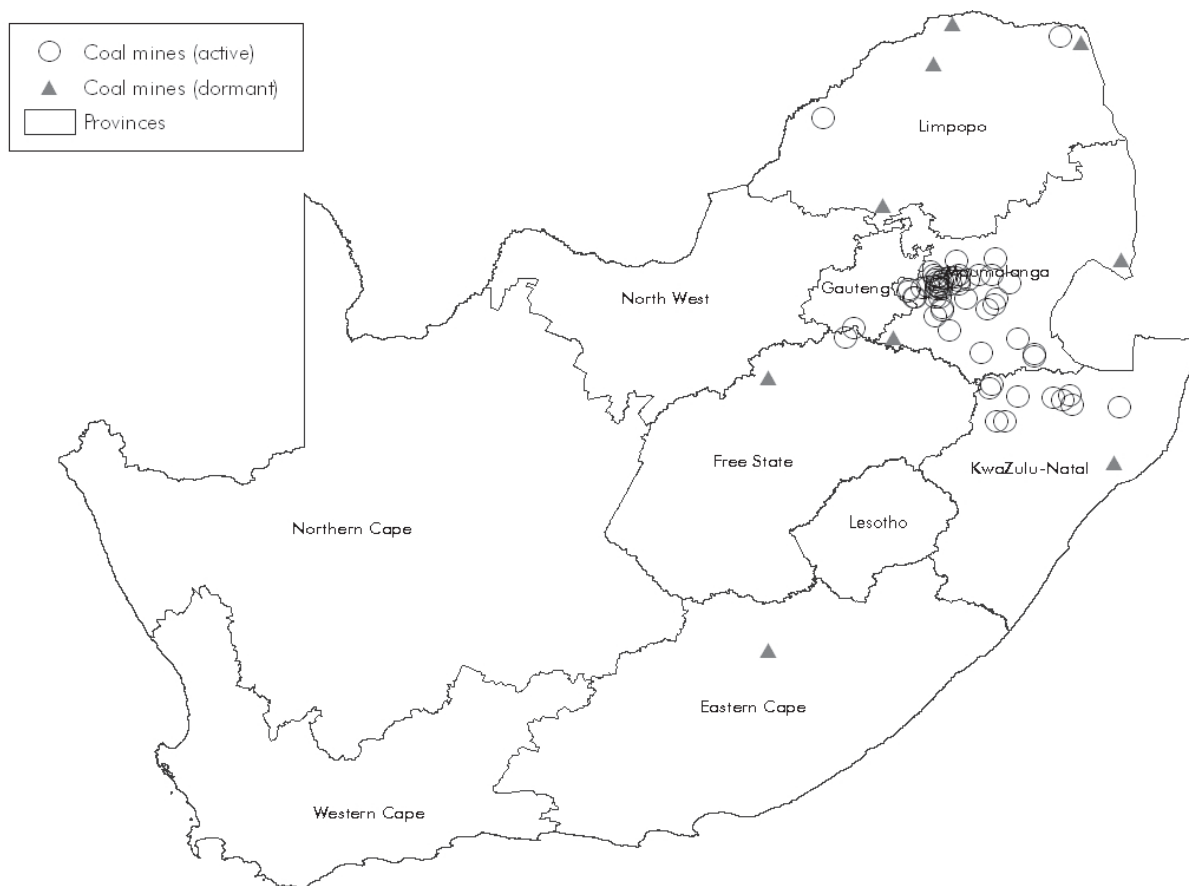 Coal mines (active)
Coal mines (dormant)
Provinces
Limpopo
Mpumalanga
Gauteng
North West
Free State
KwaZulu-Natal
Lesotho
Northern Cape
Eastern Cape
Western Cape